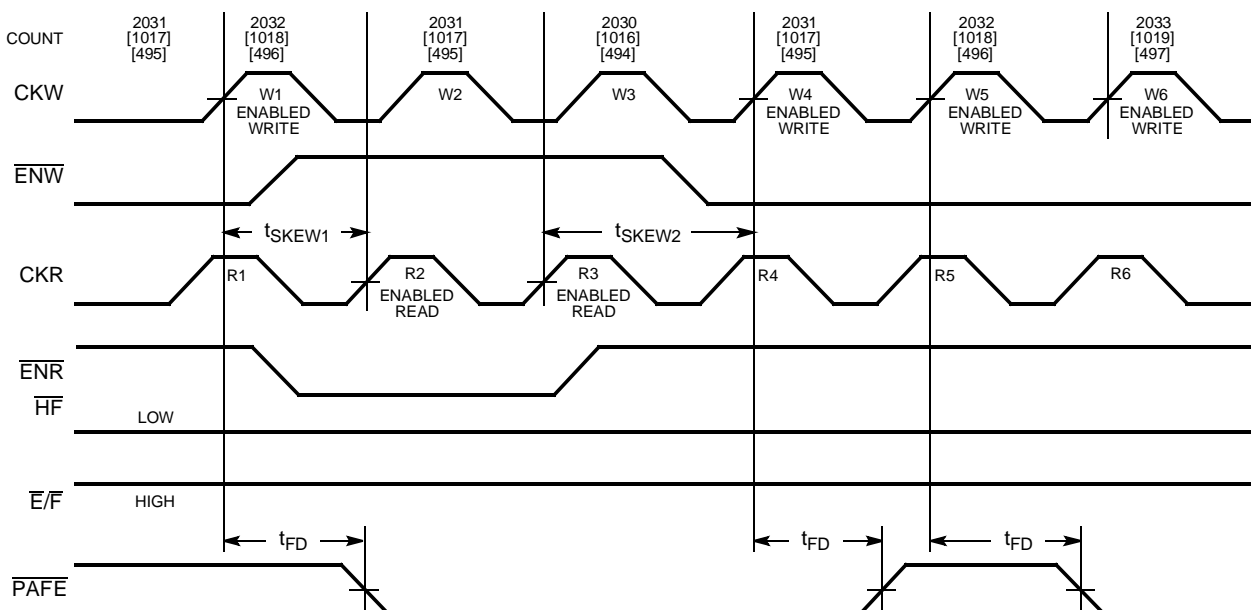 2031 2032 2031 2030 2031 2032 2033
COUNT [1017] [1018] [1017] [1016] [1017] [1018] [1019]
[495] [496] [495] [494] [495] [496] [497]
CKW W1 W2 W3 W4 W5 W6
ENABLED ENABLED ENABLED ENABLED
WRITE WRITE WRITE WRITE
ENW
tSKEW1 tSKEW2
CKR R1 R2 R3 R4 R5 R6
ENABLED ENABLED
READ READ
ENR
HF LOW
E/F HIGH
tFD tFD tFD
PAFE